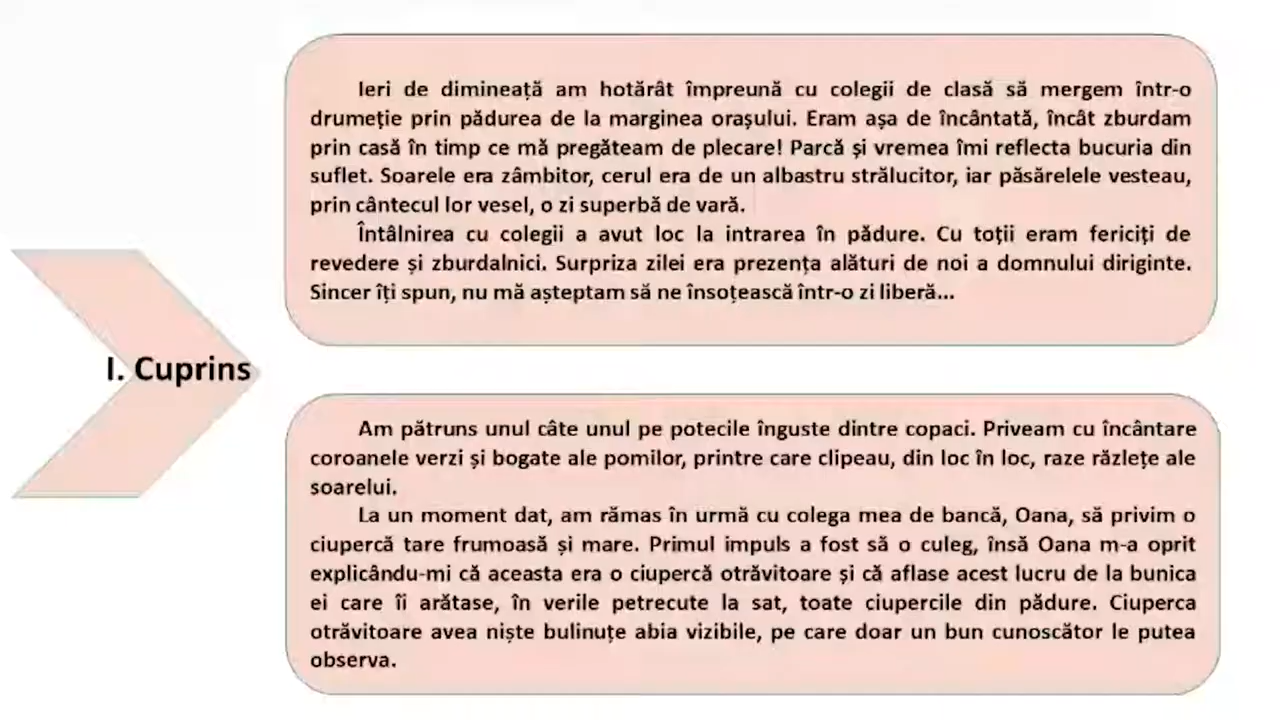 Ieri de dimineață am hotărât împreună cu colegii de clasă să mergem într-o
drumeție prin pădurea de la marginea orașului. Eram așa de încântată, încât zburdam
prin casă în timp ce mă pregăteam de plecare! Parcă și vremea îmi reflecta bucuria din
suflet. Soarele era zâmbitor, cerul era de un albastru strălucitor, iar păsărelele vesteau,
prin cântecul lor vesel, o zi superbă de vară.
Întâlnirea cu colegii a avut loc la intrarea în pădure. Cu toții eram fericiți de
revedere și zburdalnici. Surpriza zilei era prezența alături de noi a domnului diriginte.
Sincer îți spun, nu mă așteptam să ne însoțească într-o zi liberă...
I. Cuprins
Am pătruns unul câte unul pe potecile înguste dintre copaci. Priveam cu încântare
coroanele verzi și bogate ale pomilor, printre care clipeau, din loc în loc, raze răzlețe ale
soarelui.
La un moment dat, am rămas în urmă cu colega mea de bancă, Oana, să privim o
ciupercă tare frumoasă și mare. Primul impuls a fost să o culeg, însă Oana m-a oprit
explicându-mi că aceasta era o ciupercă otrăvitoare și că aflase acest lucru de la bunica
ei care îi arătase, în verile petrecute la sat, toate ciupercile din pădure. Ciuperca
otrăvitoare avea niște bulinuțe abia vizibile, pe care doar un bun cunoscător le putea
observa.